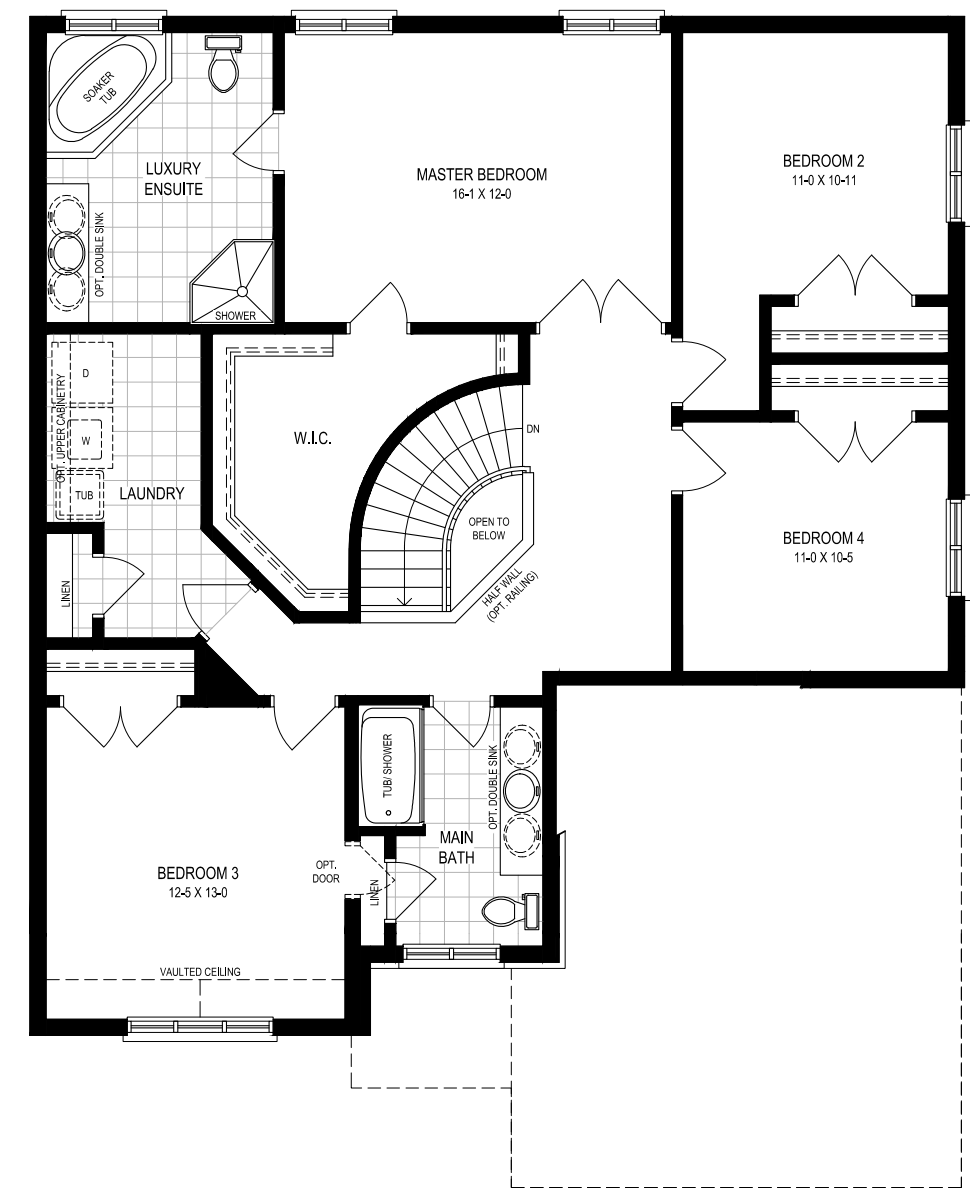 SOAKER
TUB
LUXURY
ENSUITE
OPT. DOUBLE SINK
SHOWER
MASTER BEDROOM
16-1 X 12-0
BEDROOM 2
11-0 X 10-11
D
OPT. UPPER CABINETRY
W
TUB
LAUNDRY
LINEN
W.I.C.
DN
OPEN TO
BELOW
HALF WALL
(OPT. RAILING)
BEDROOM 4
11-0 X 10-5
TUB/ SHOWER
OPT. DOUBLE SINK
MAIN
BATH
OPT.
DOOR
LINEN
BEDROOM 3
12-5 X 13-0
VAULTED CEILING